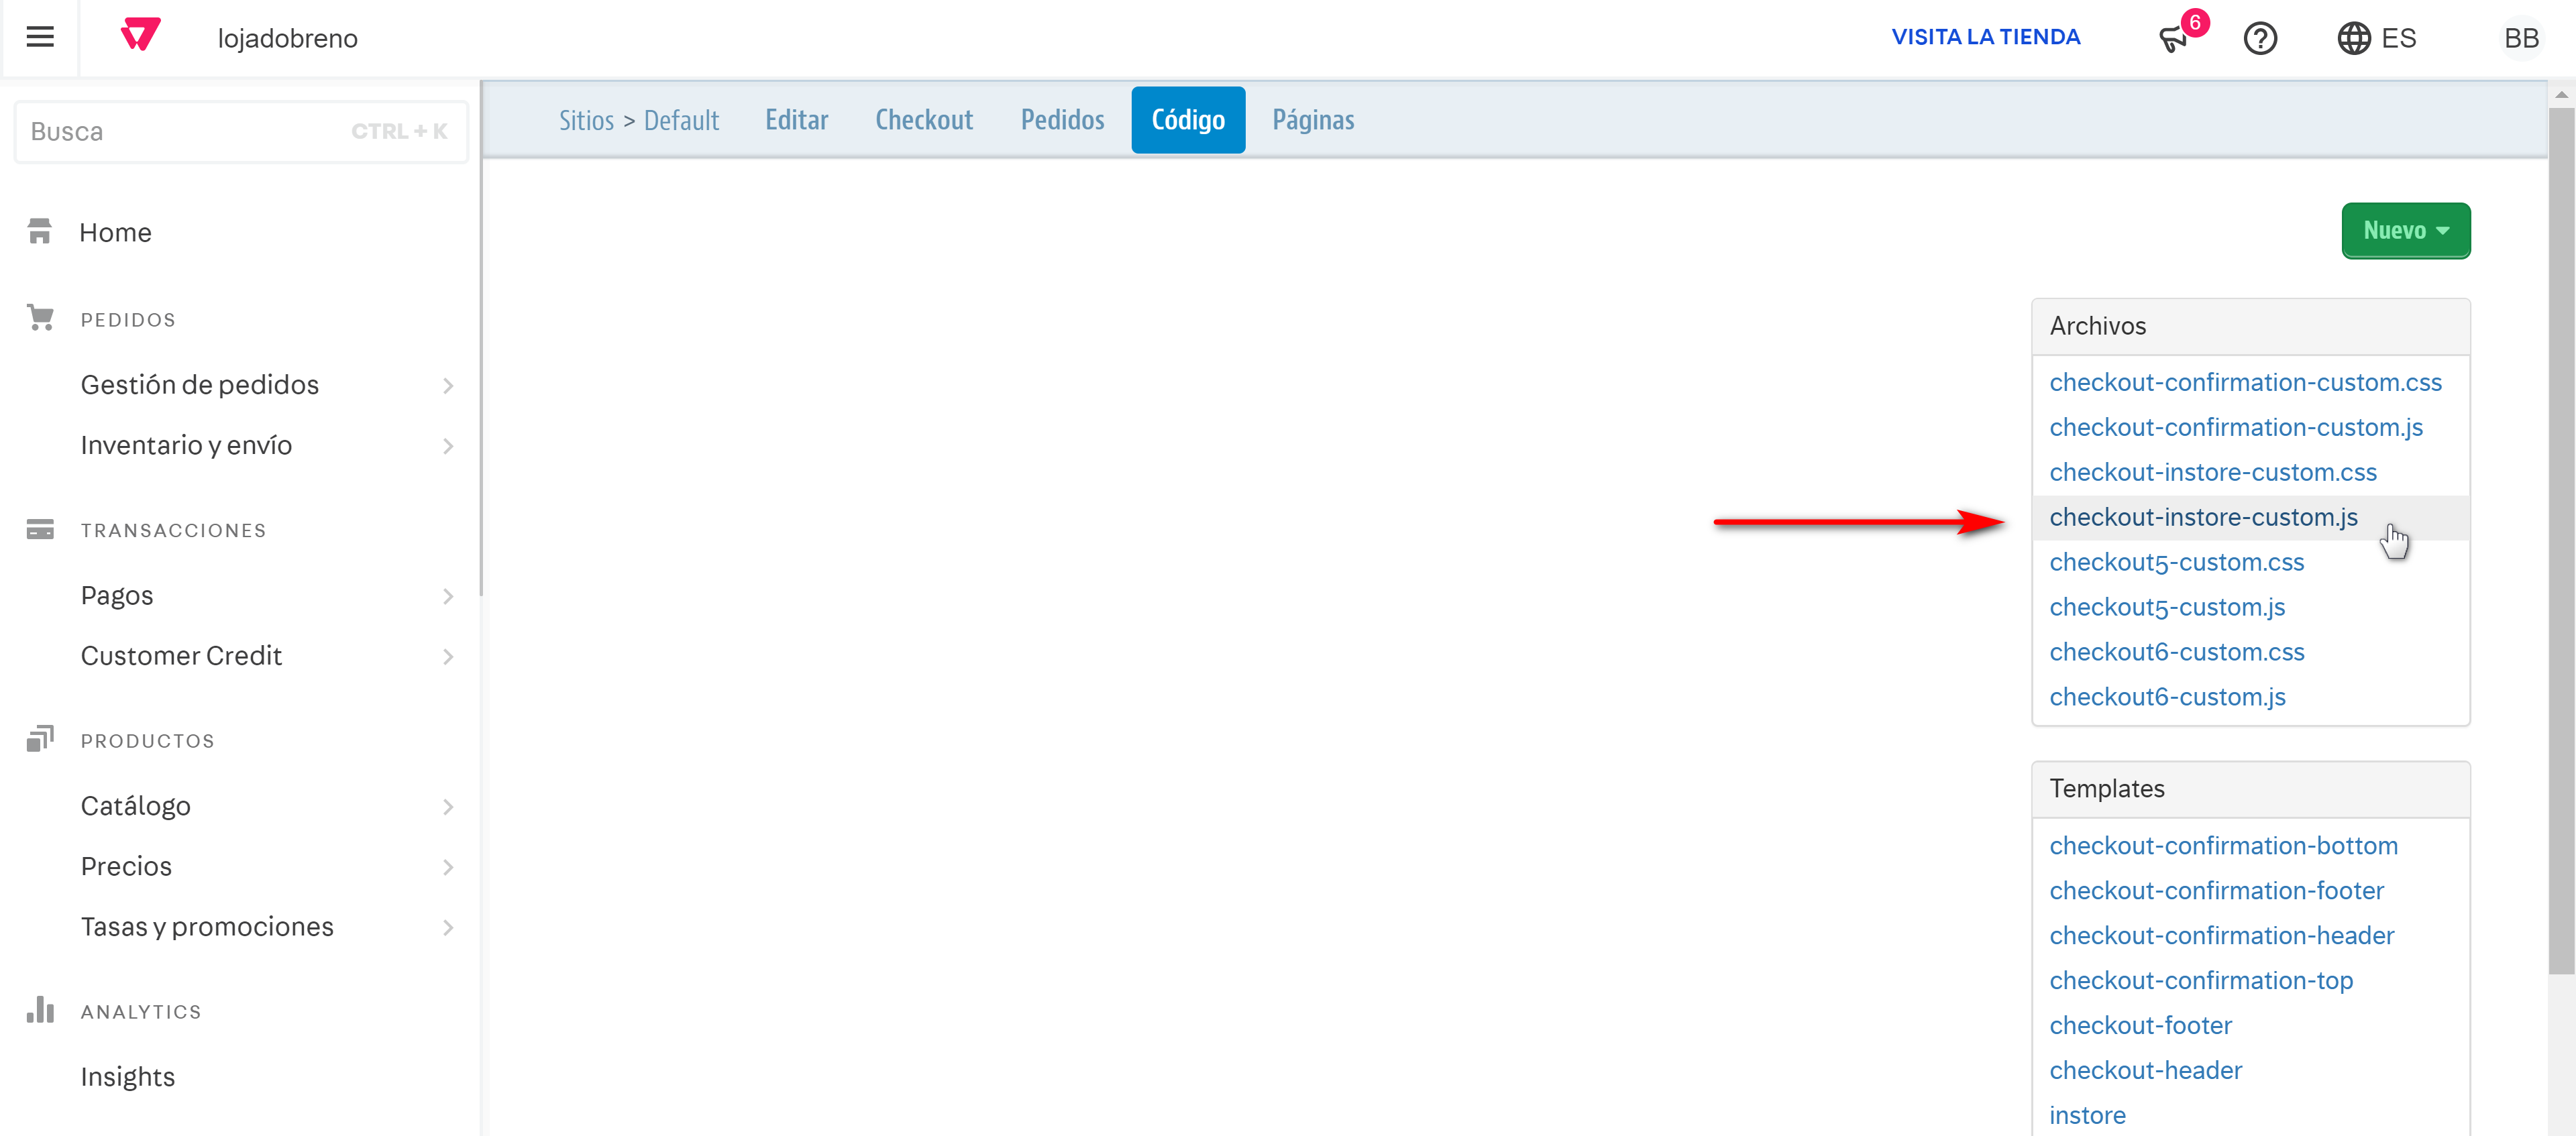 lojadobreno
VISITA LA TIENDA
6
ES
BB
Busca
CTRL + K
Home
PEDIDOS
Gestión de pedidos
Inventario y envío
TRANSACCIONES
Pagos
Customer Credit
PRODUCTOS
Catálogo
Precios
Tasas y promociones
ANALYTICS
Insights
Sitios > Default
Editar
Checkout
Pedidos
Código
Páginas
Nuevo
Archivos
checkout-confirmation-custom.css
checkout-confirmation-custom.js
checkout-instore-custom.css
checkout-instore-custom.js
checkout5-custom.css
checkout5-custom.js
checkout6-custom.css
checkout6-custom.js
Templates
checkout-confirmation-bottom
checkout-confirmation-footer
checkout-confirmation-header
checkout-confirmation-top
checkout-footer
checkout-header
instore